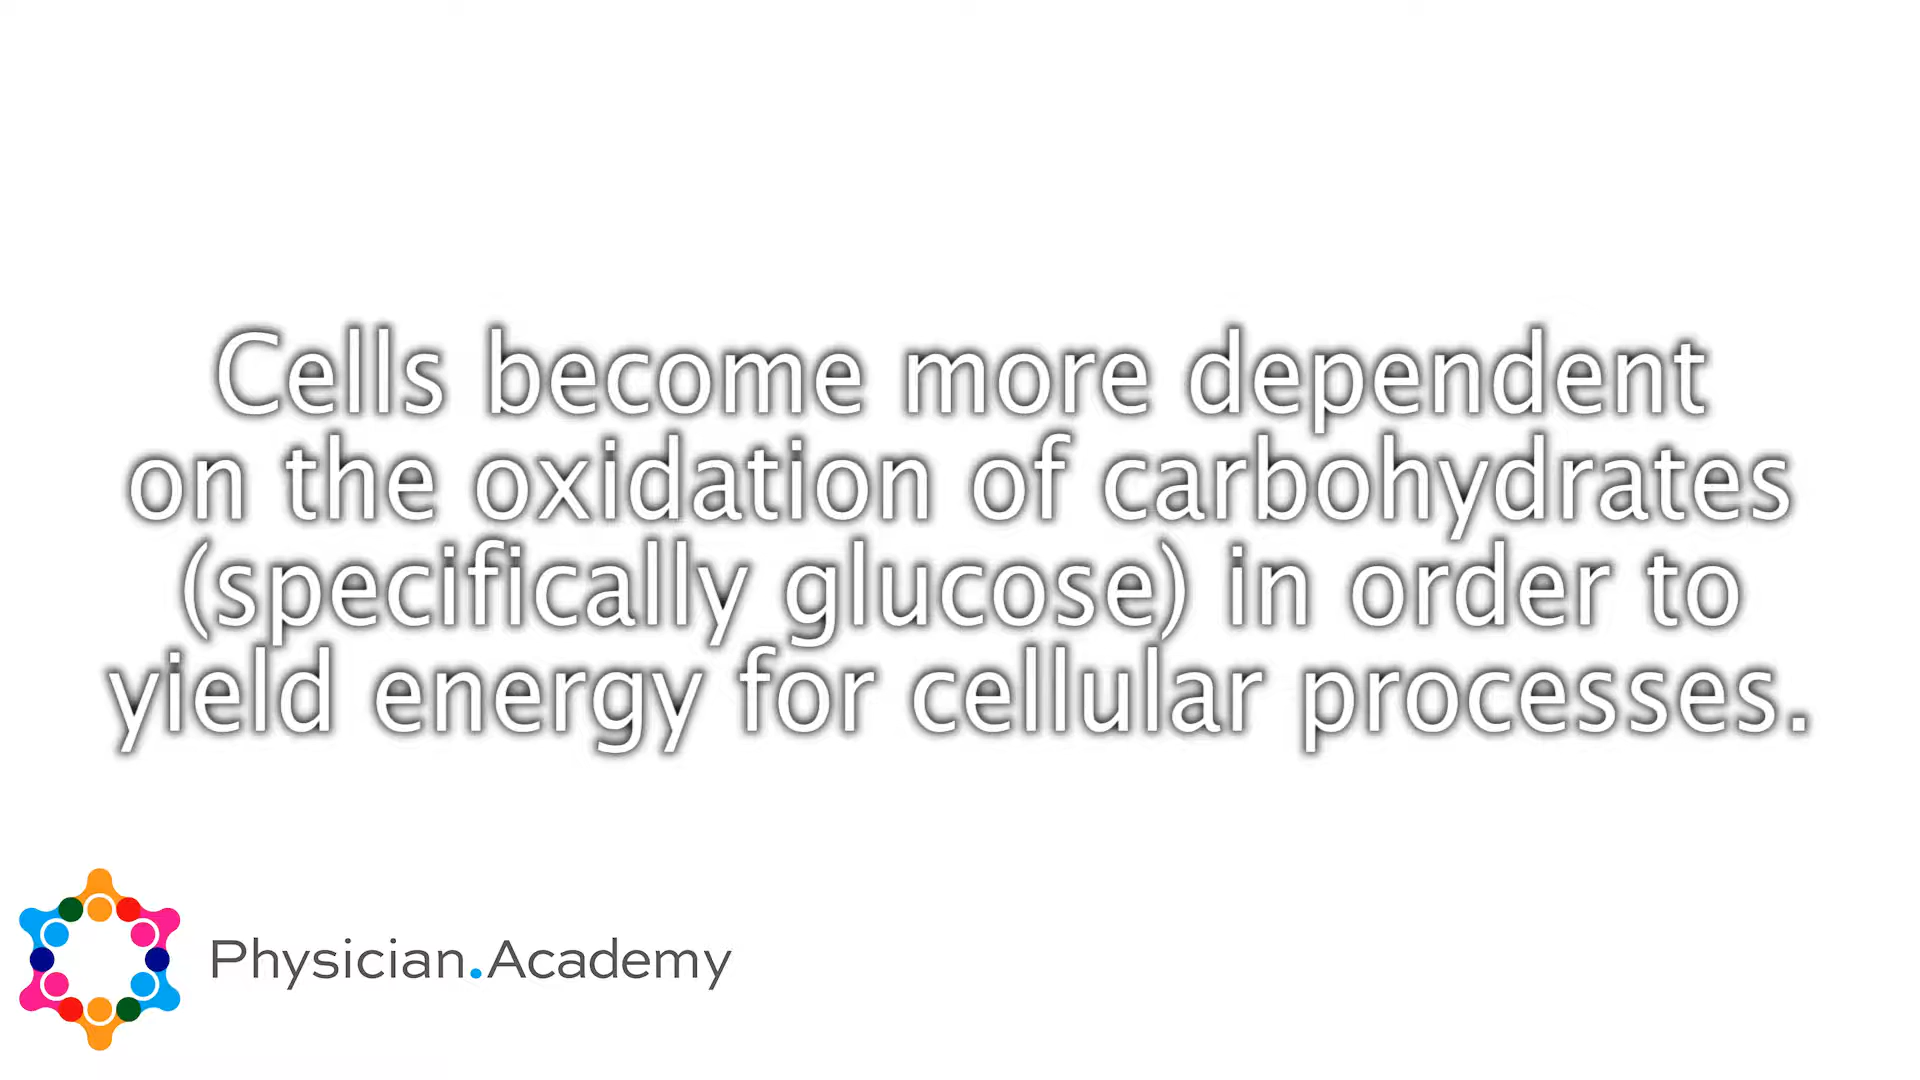 Cells become more dependent
on the oxidation of carbohydrates
(specifically glucose) in order to
yield energy for cellular processes.
Physician.Academy